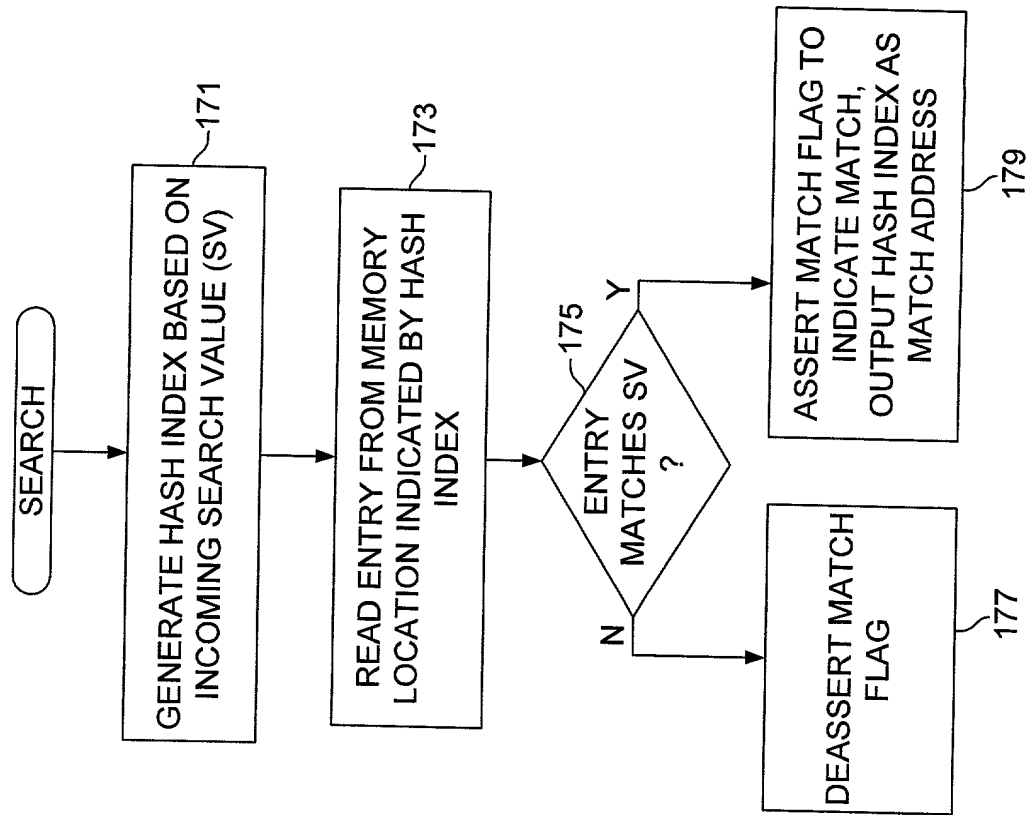 SEARCH
171
GENERATE HASH INDEX BASED ON
INCOMING SEARCH VALUE (SV)
173
READ ENTRY FROM MEMORY
LOCATION INDICATED BY HASH
INDEX
175
ENTRY
MATCHES SV
?
N
Y
DEASSERT MATCH
FLAG
177
ASSERT MATCH FLAG TO
INDICATE MATCH,
OUTPUT HASH INDEX AS
MATCH ADDRESS
179